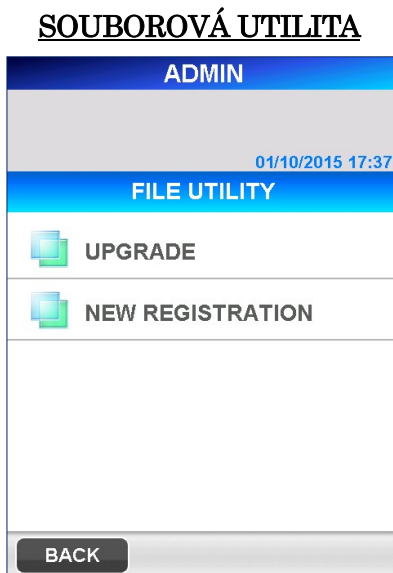 SOUBOROVÁ UTILITA
ADMIN
01/10/2015 17:37
FILE UTILITY
UPGRADE
NEW REGISTRATION
BACK